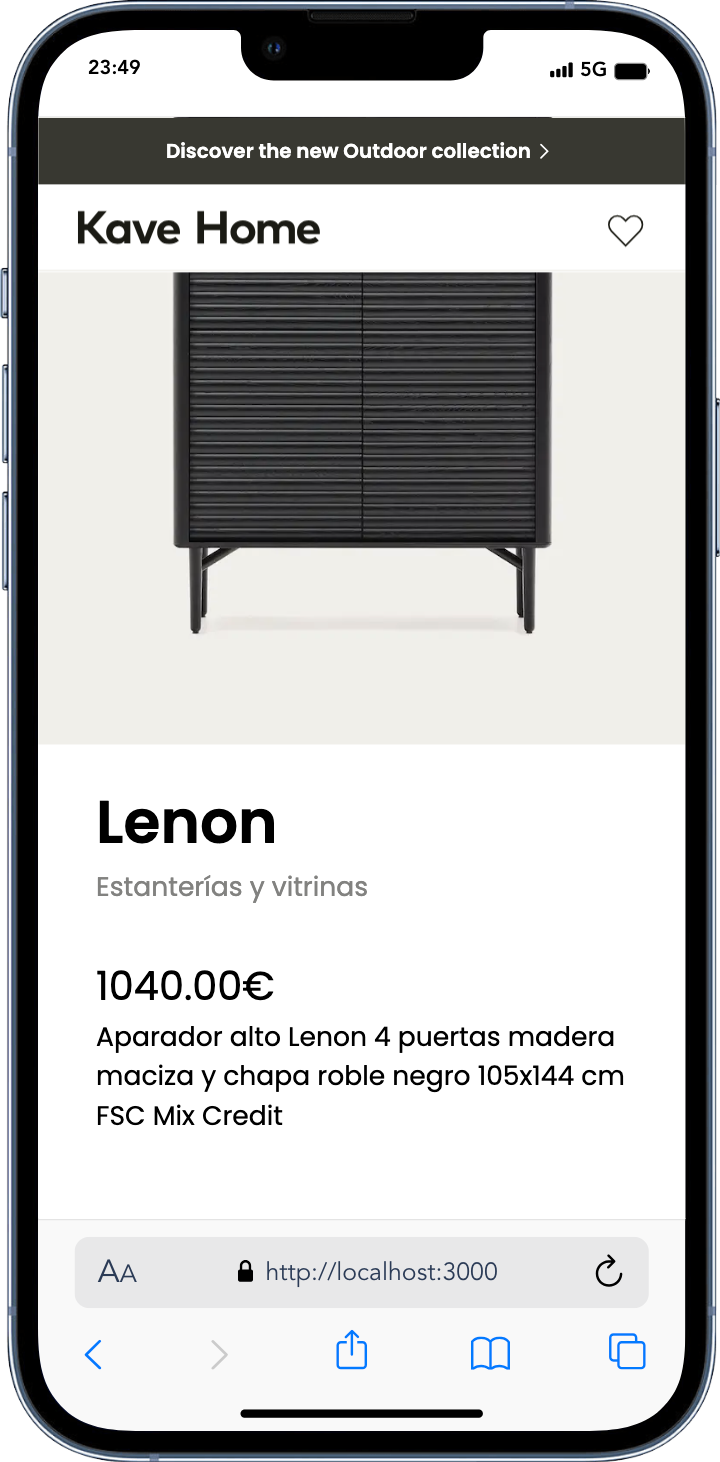 23:49
5G
Discover the new Outdoor collection
Kave Home
Lenon
Estanterías y vitrinas
1040.00€
Aparador alto Lenon 4 puertas madera
maciza y chapa roble negro 105x144 cm
FSC Mix Credit
AA
http://localhost:3000